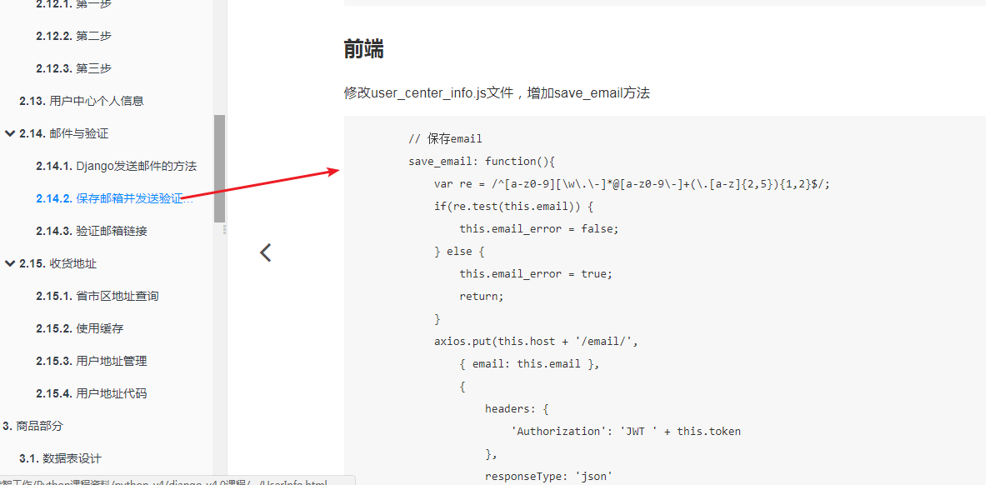 2.12.1. 第一步
2.12.2. 第二步
2.12.3. 第三步
2.13. 用户中心个人信息
2.14. 邮件与验证
2.14.1. Django发送邮件的方法
2.14.2. 保存邮箱并发送验证...
2.14.3. 验证邮箱链接
2.15. 收货地址
2.15.1. 省市区地址查询
2.15.2. 使用缓存
2.15.3. 用户地址管理
2.15.4. 用户地址代码
3. 商品部分
3.1. 数据表设计
智工作/Python课程资料/python_v4/django_v4.0课程/.../UserInfo.html
前端
修改user_center_info.js文件，增加save_email方法
// 保存email
save_email: function(){
var re = /^[a-z0-9][\w\.\-]*@[a-z0-9\-]+(\.[a-z]{2,5}){1,2}$/;
if(re.test(this.email)) {
this.email_error = false;
} else {
this.email_error = true;
return;
}
axios.put(this.host + '/email/',
{ email: this.email },
{
headers: {
'Authorization': 'JWT ' + this.token
},
responseType: 'json'